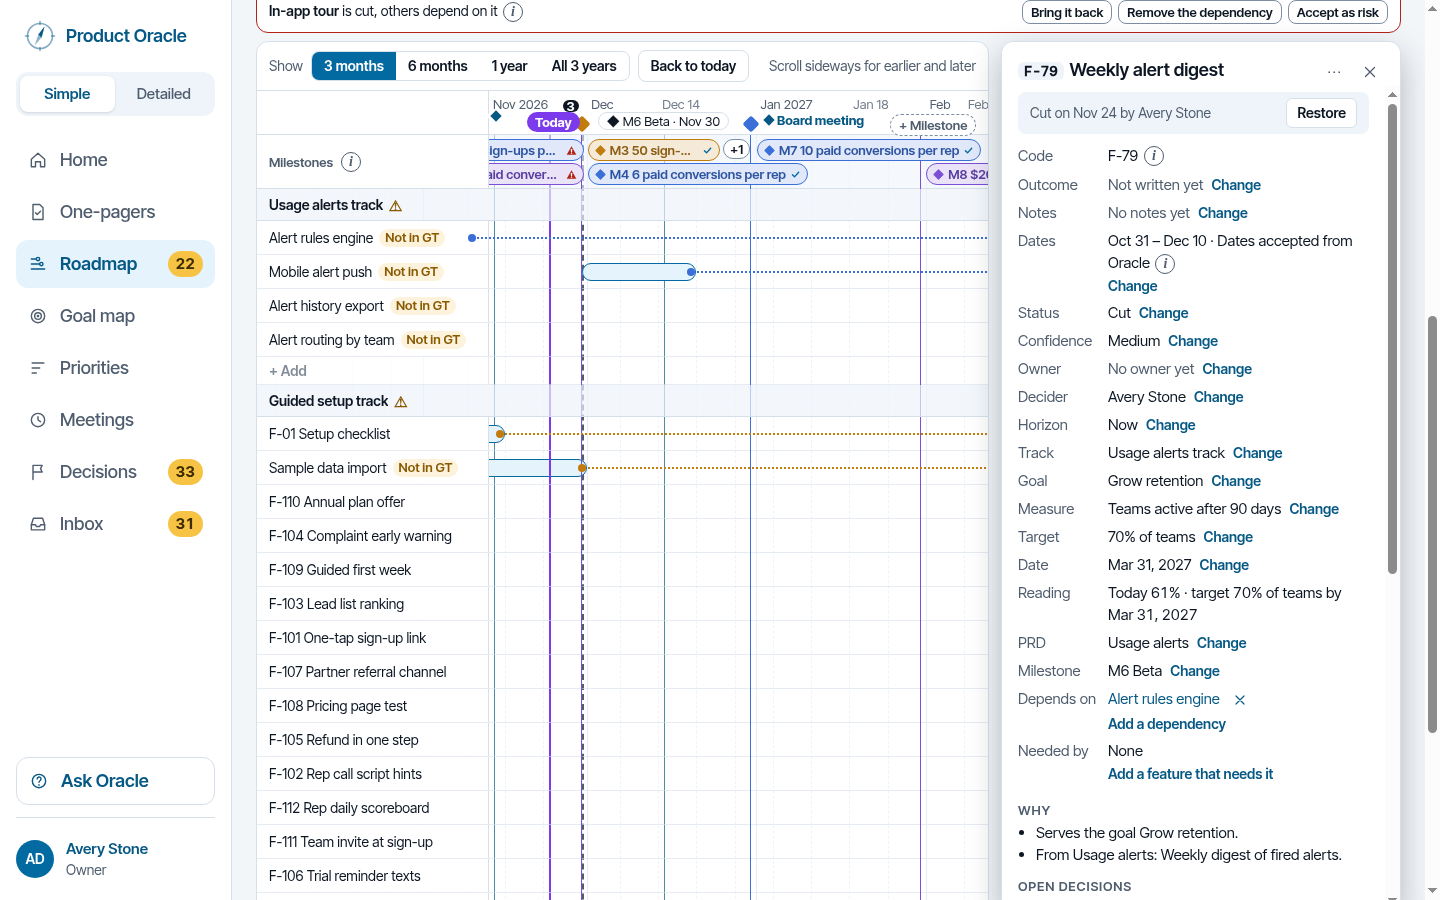 Product Oracle
Simple
Detailed
Home
One-pagers
Roadmap 22
Goal map
Priorities
Meetings
Decisions 33
Inbox 31
Ask Oracle
AD
Avery Stone
Owner
In-app tour is cut, others depend on it i
Bring it back
Remove the dependency
Accept as risk
Show
3 months
6 months
1 year
All 3 years
Back to today
Scroll sideways for earlier and later
Nov 2026
3
Dec
Dec 14
Jan 2027
Jan 18
Feb
Feb
Today
M6 Beta · Nov 30
Board meeting
+ Milestone
Milestones i
ign-ups p...
M3 50 sign-...
+1
M7 10 paid conversions per rep
aid conver...
M4 6 paid conversions per rep
M8 $2
Usage alerts track
Alert rules engine Not in GT
Mobile alert push Not in GT
Alert history export Not in GT
Alert routing by team Not in GT
+ Add
Guided setup track
F-01 Setup checklist
Sample data import Not in GT
F-110 Annual plan offer
F-104 Complaint early warning
F-109 Guided first week
F-103 Lead list ranking
F-101 One-tap sign-up link
F-107 Partner referral channel
F-108 Pricing page test
F-105 Refund in one step
F-102 Rep call script hints
F-112 Rep daily scoreboard
F-111 Team invite at sign-up
F-106 Trial reminder texts
F-79 Weekly alert digest
Cut on Nov 24 by Avery Stone
Restore
Code F-79 i
Outcome Not written yet Change
Notes No notes yet Change
Dates Oct 31 – Dec 10 · Dates accepted from
Oracle i
Change
Status Cut Change
Confidence Medium Change
Owner No owner yet Change
Decider Avery Stone Change
Horizon Now Change
Track Usage alerts track Change
Goal Grow retention Change
Measure Teams active after 90 days Change
Target 70% of teams Change
Date Mar 31, 2027 Change
Reading Today 61% · target 70% of teams by
Mar 31, 2027
PRD Usage alerts Change
Milestone M6 Beta Change
Depends on Alert rules engine
Add a dependency
Needed by None
Add a feature that needs it
WHY
• Serves the goal Grow retention.
• From Usage alerts: Weekly digest of fired alerts.
OPEN DECISIONS